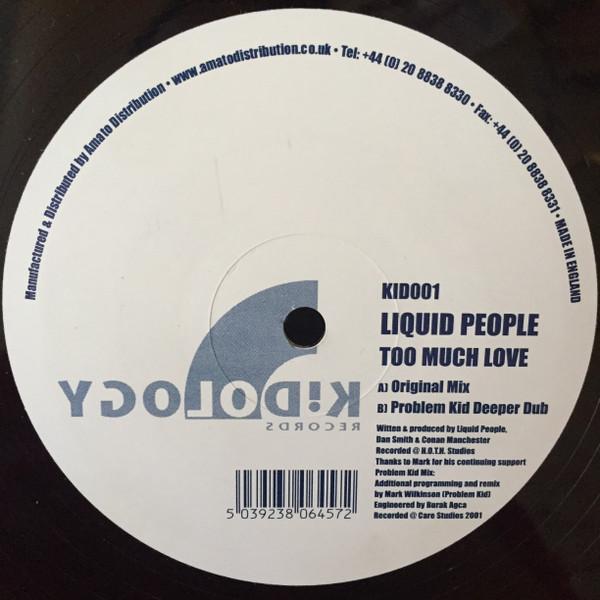 Manufactured & Distributed by Amato Distribution • www.amatodistribution.co.uk • Tel: +44 (0) 20 8838 8330 • Fax: +44 (0) 20 8838 8331 • MADE IN ENGLAND
KID001
LIQUID PEOPLE
TOO MUCH LOVE
A) Original Mix
B) Problem Kid Deeper Dub
K!DOLOGY
RECORDS
Witten & produced by Liquid People,
Dan Smith & Conan Manchester
Recorded @ H.O.T.H. Studios
Thanks to Mark for his continuing support
Problem Kid Mix:
Additional programming and remix
by Mark Wilkinson (Problem Kid)
Engineered by Burak Agca
Recorded @ Care Studios 2001
5 039238 064572